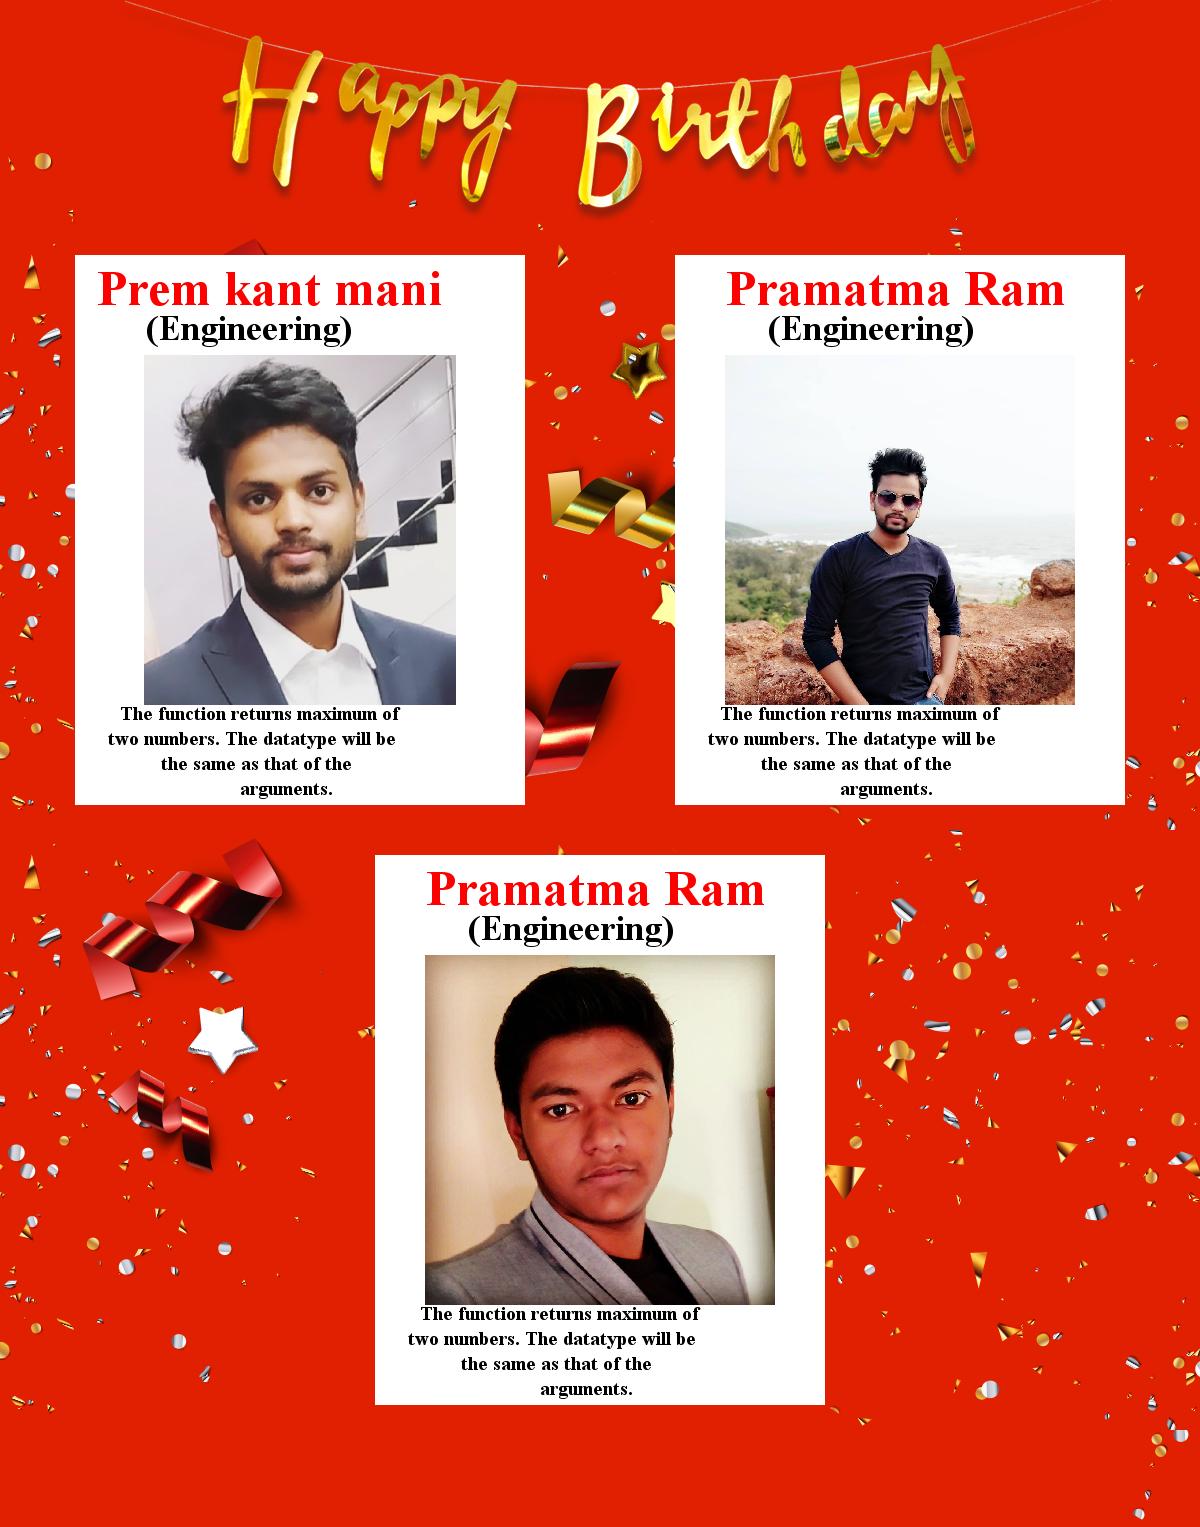 Happy Birthday
Prem kant mani
(Engineering)
The function returns maximum of
two numbers. The datatype will be
the same as that of the
arguments.
Pramatma Ram
(Engineering)
The function returns maximum of
two numbers. The datatype will be
the same as that of the
arguments.
Pramatma Ram
(Engineering)
The function returns maximum of
two numbers. The datatype will be
the same as that of the
arguments.